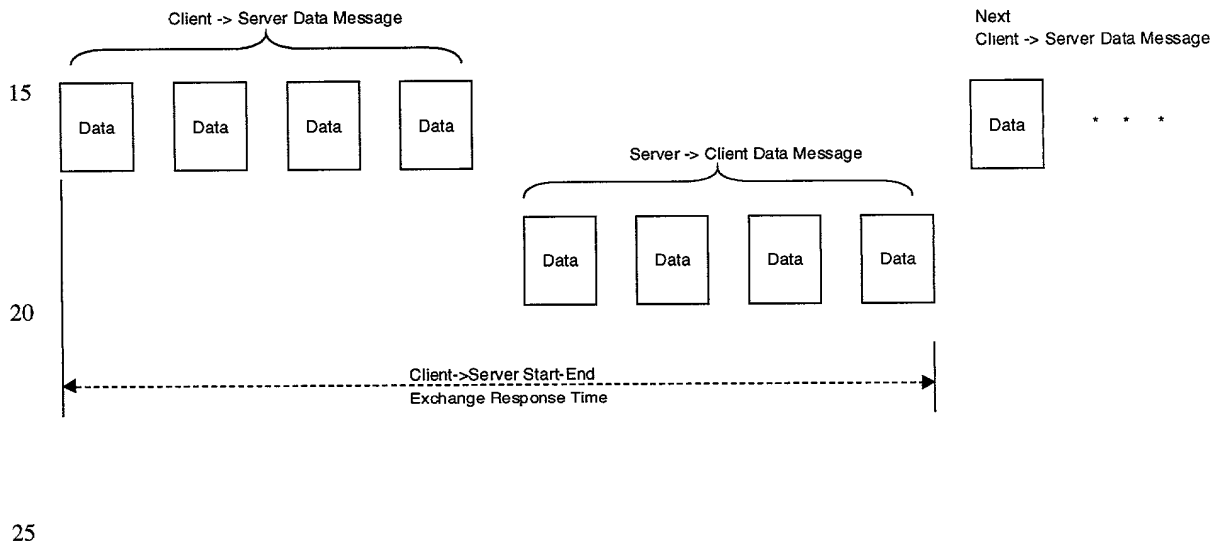 Client -> Server Data Message
Next
Client -> Server Data Message
15
Data Data Data Data Data * * *
Server -> Client Data Message
Data Data Data Data
20
Client->Server Start-End
Exchange Response Time
25